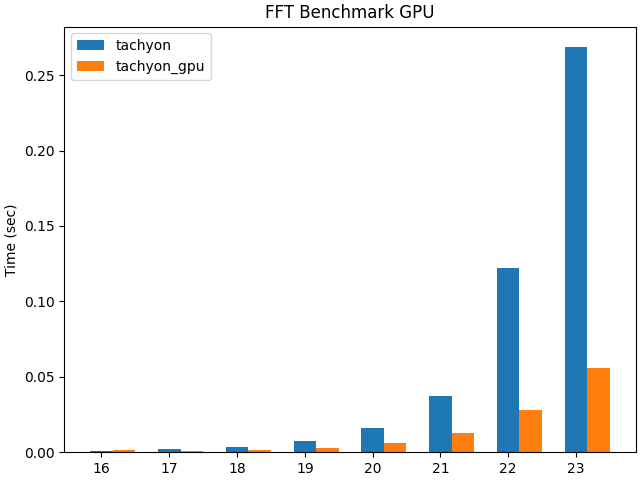 FFT Benchmark GPU
tachyon
tachyon_gpu
Time (sec)
0.25
0.20
0.15
0.10
0.05
0.00
16 17 18 19 20 21 22 23